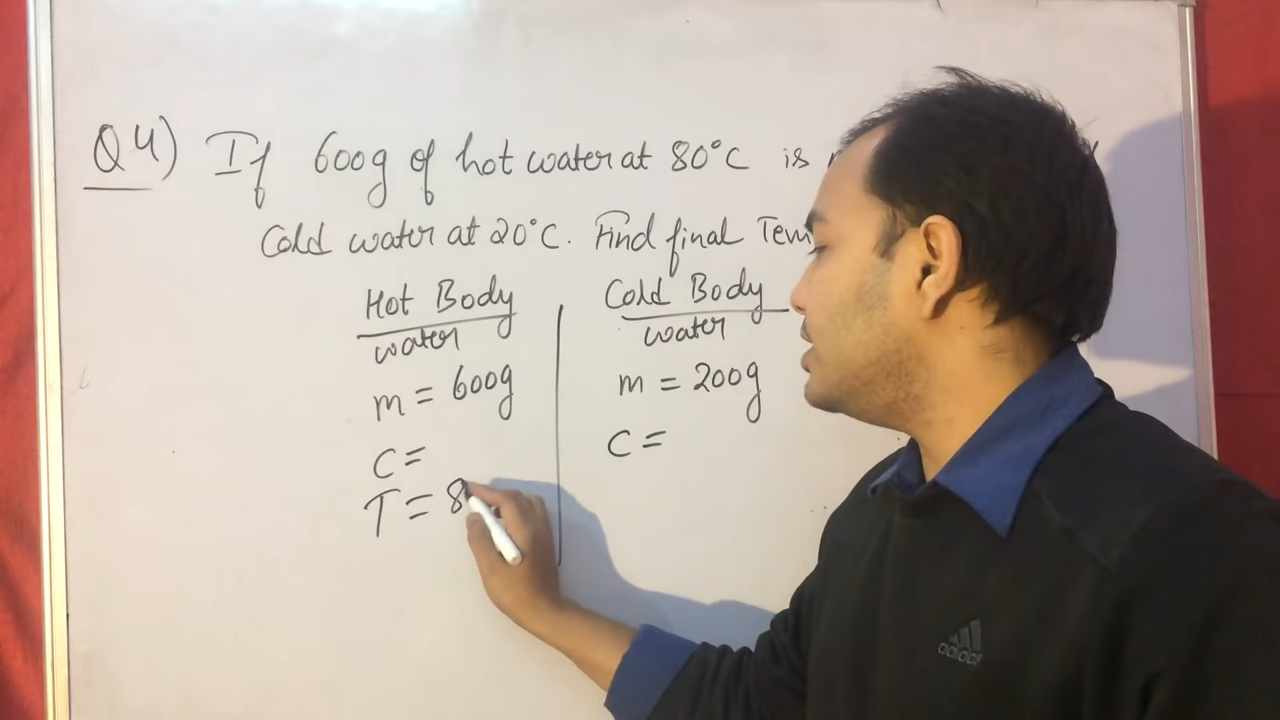 Q4) If 600g of hot water at 80°C is
Cold water at 20°C. Find final Tem
Hot Body
water
m = 600g
C =
T = 8
Cold Body
water
m = 200g
C =
adidas